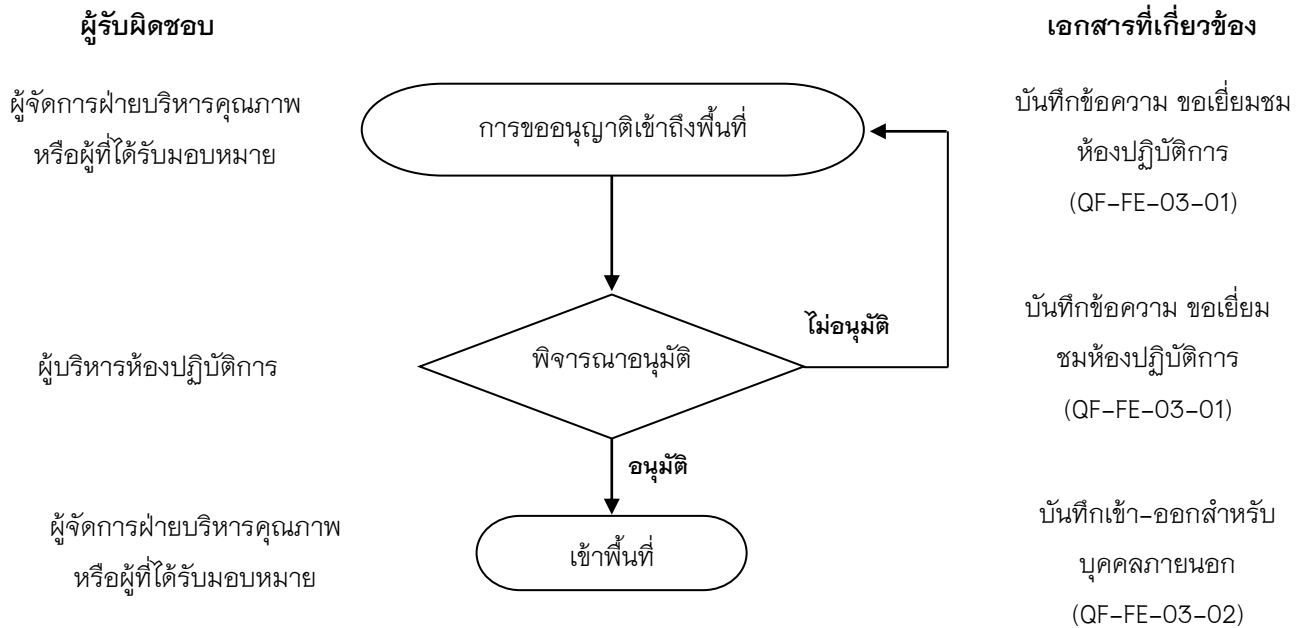 ผู้รับผิดชอบ
เอกสารที่เกี่ยวข้อง
ผู้จัดการฝ่ายบริหารคุณภาพ
หรือผู้ที่ได้รับมอบหมาย
การขออนุญาติเข้าถึงพื้นที่
บันทึกข้อความ ขอเยี่ยมชม
ห้องปฏิบัติการ
(QF-FE-03-01)
ผู้บริหารห้องปฏิบัติการ
พิจารณาอนุมัติ
ไม่อนุมัติ
บันทึกข้อความ ขอเยี่ยม
ชมห้องปฏิบัติการ
(QF-FE-03-01)
อนุมัติ
ผู้จัดการฝ่ายบริหารคุณภาพ
หรือผู้ที่ได้รับมอบหมาย
เข้าพื้นที่
บันทึกเข้า-ออกสำหรับ
บุคคลภายนอก
(QF-FE-03-02)